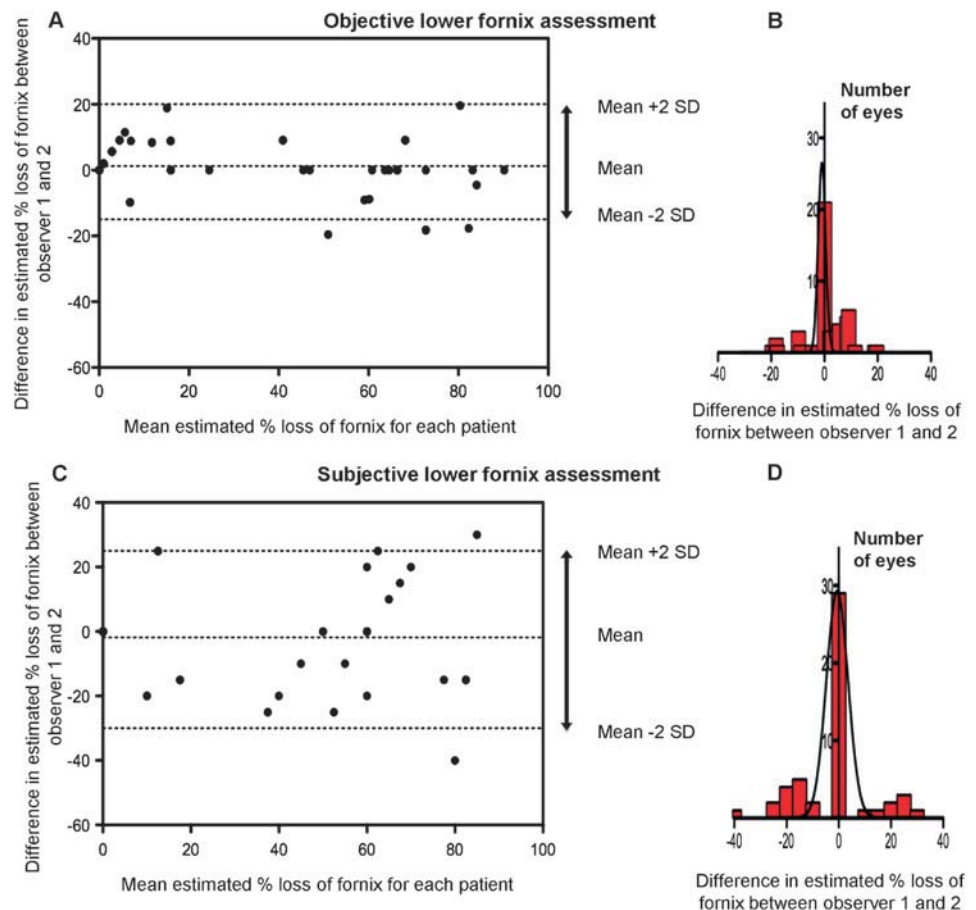 A
Objective lower fornix assessment
B
Difference in estimated % loss of fornix between
observer 1 and 2
40
20
0
-20
-40
-60
0
20
40
60
80
100
Mean estimated % loss of fornix for each patient
Mean +2 SD
Mean
Mean -2 SD
Number
of eyes
30
20
10
-40
-20
0
20
40
Difference in estimated % loss of
fornix between observer 1 and 2
C
Subjective lower fornix assessment
D
Difference in estimated % loss of fornix between
observer 1 and 2
40
20
0
-20
-40
-60
0
20
40
60
80
100
Mean estimated % loss of fornix for each patient
Mean +2 SD
Mean
Mean -2 SD
Number
of eyes
30
20
10
-40
-20
0
20
40
Difference in estimated % loss of
fornix between observer 1 and 2